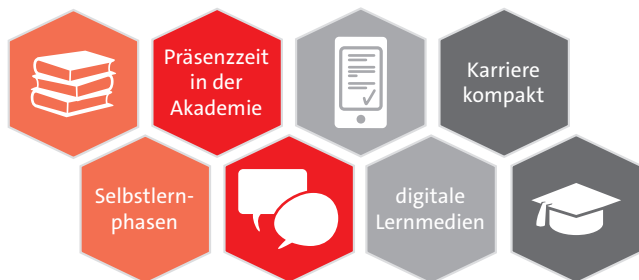 Präsenzzeit
in der
Akademie
Karriere
kompakt
Selbstlern-
phasen
digitale
Lernmedien